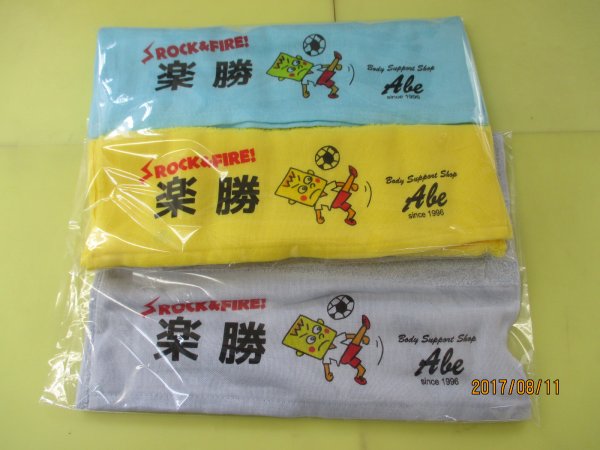 ROCK&FIRE!
楽勝
Body Support Shop
Abe
since 1996
ROCK&FIRE!
楽勝
Body Support Shop
Abe
since 1996
ROCK&FIRE!
楽勝
Body Support Shop
Abe
since 1996
2017/08/11